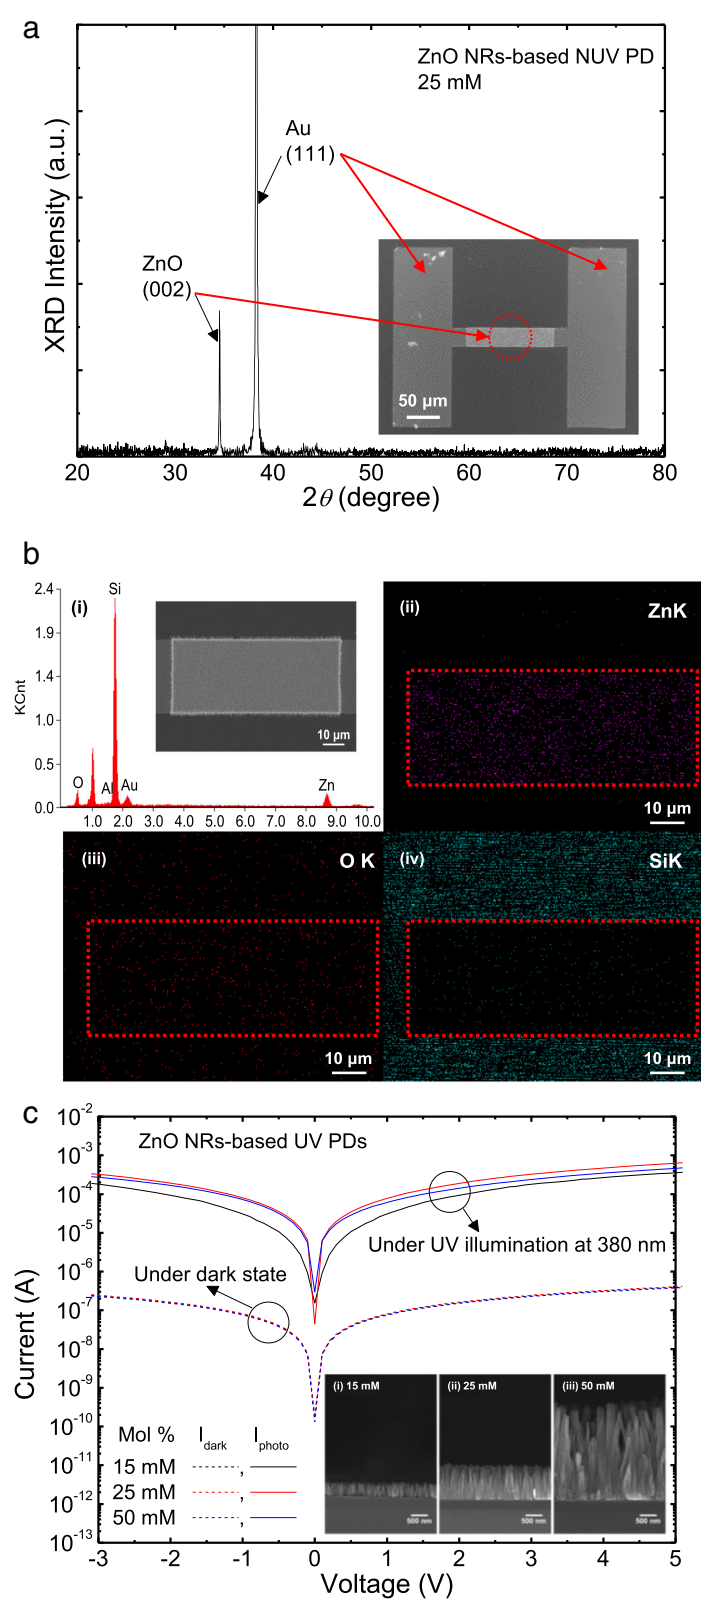 a
ZnO NRs-based NUV PD
25 mM
Au
(111)
ZnO
(002)
XRD Intensity (a.u.)
50 µm
20 30 40 50 60 70 80
2θ (degree)
b
2.4
1.9
1.4
1.0
0.5
0.0
KCnt
(i)
Si
O
Al
Au
Zn
10 µm
1.0 2.0 3.0 4.0 5.0 6.0 7.0 8.0 9.0 10.0
(ii)
ZnK
10 µm
(iii)
O K
10 µm
(iv)
SiK
10 µm
c
10-2
10-3
10-4
10-5
10-6
10-7
10-8
10-9
10-10
10-11
10-12
10-13
Current (A)
ZnO NRs-based UV PDs
Under UV illumination at 380 nm
Under dark state
Mol % Idark Iphoto
15 mM ,
25 mM ,
50 mM ,
(i) 15 mM
500 nm
(ii) 25 mM
500 nm
(iii) 50 mM
500 nm
-3 -2 -1 0 1 2 3 4 5
Voltage (V)